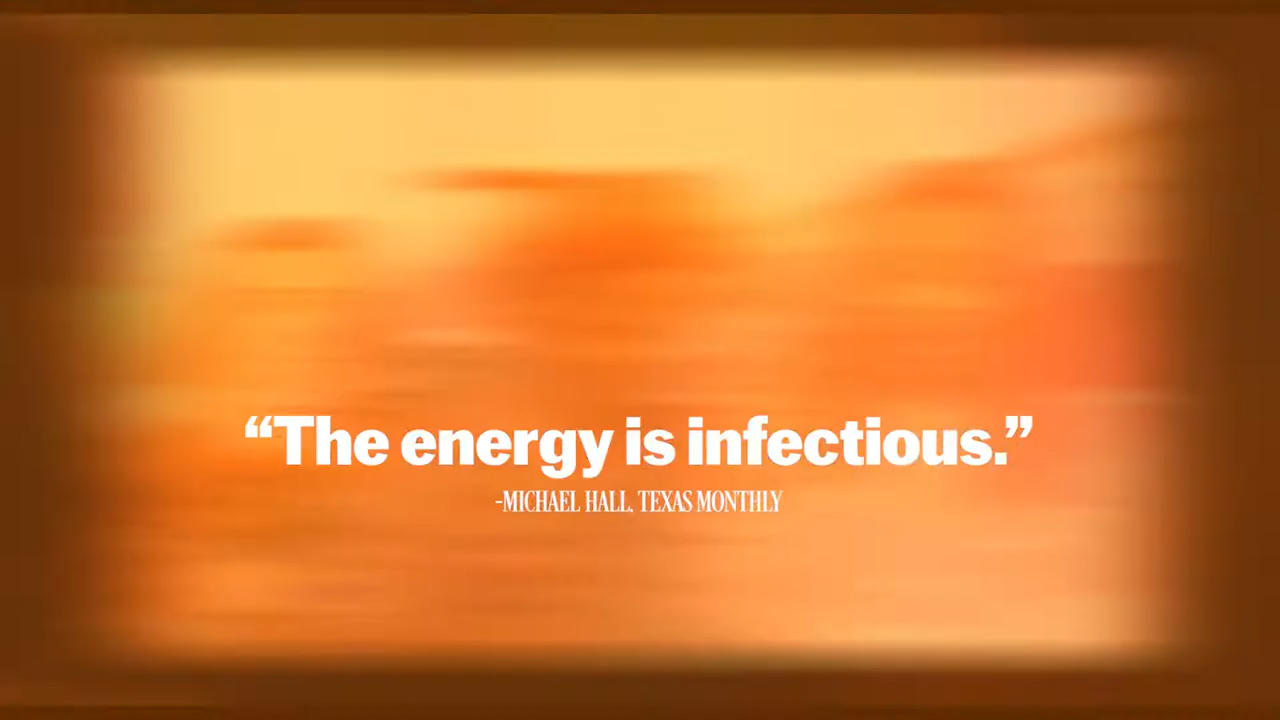 “The energy is infectious.”
-MICHAEL HALL, TEXAS MONTHLY